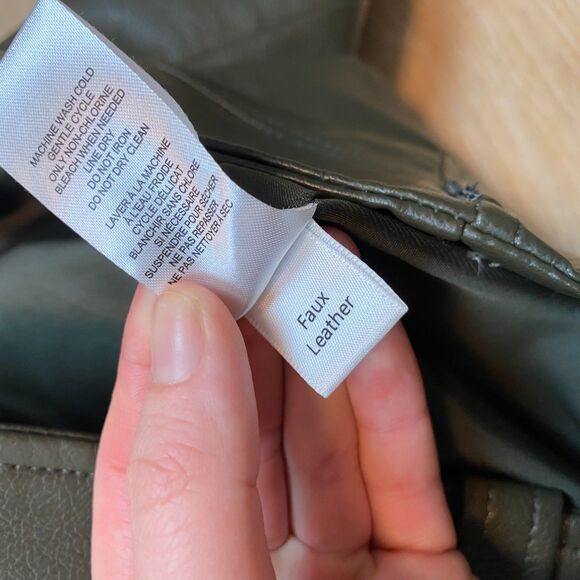 MACHINE WASH COLD
GENTLE CYCLE
ONLY NON-CHLORINE
BLEACH WHEN NEEDED
LINE DRY
DO NOT IRON
DO NOT DRY CLEAN
LAVER À LA MACHINE
À L'EAU FROIDE
CYCLE DELICAT
BLANCHIR SANS CHLORE
SI NÉCESSAIRE
SUSPENDRE POUR SÉCHER
NE PAS REPASSER
NE PAS NETTOYER À SEC
Faux
Leather